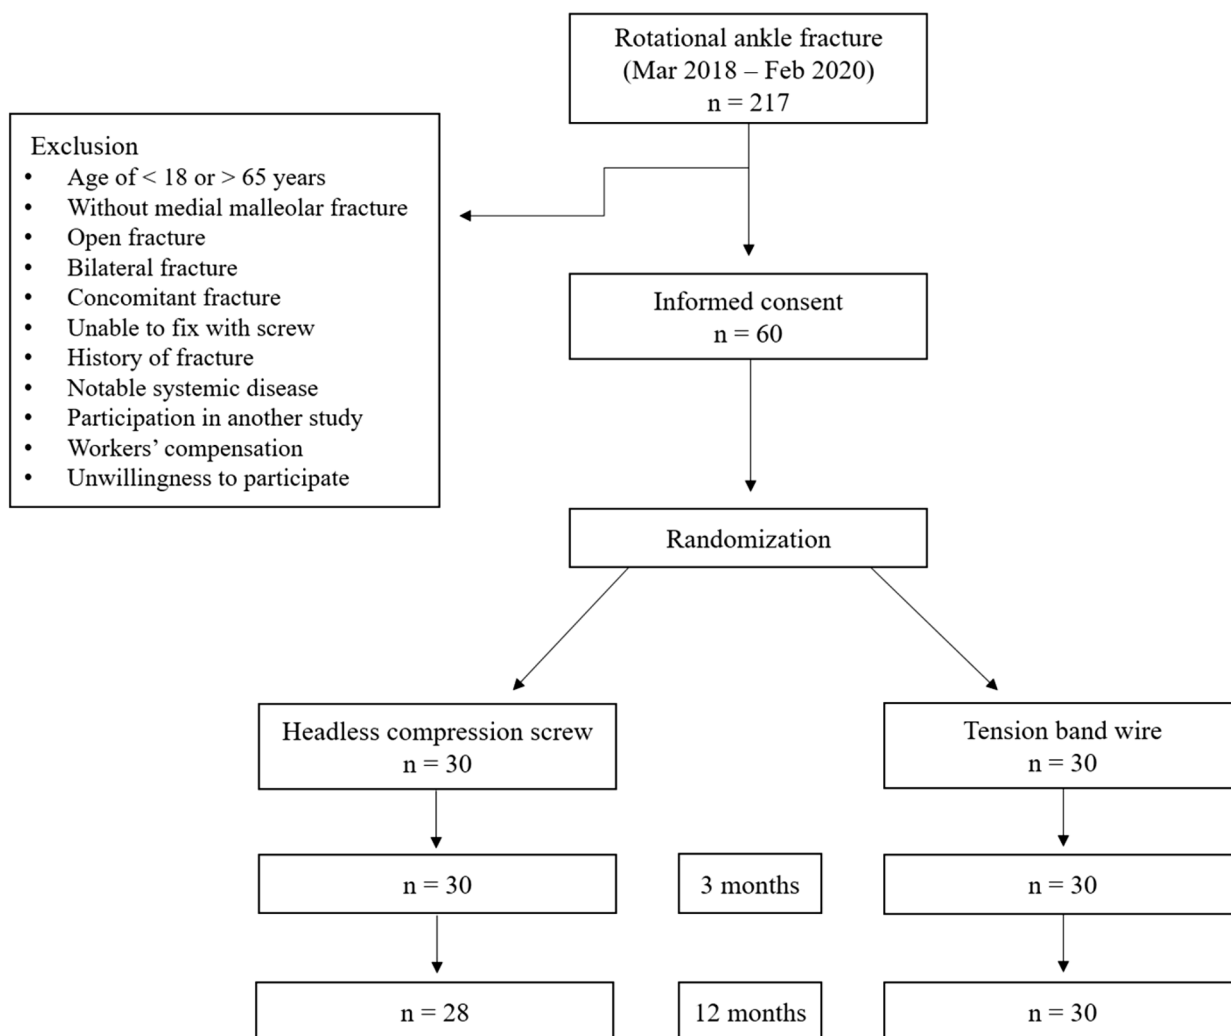 Rotational ankle fracture
(Mar 2018 – Feb 2020)
n = 217
Exclusion
• Age of < 18 or > 65 years
• Without medial malleolar fracture
• Open fracture
• Bilateral fracture
• Concomitant fracture
• Unable to fix with screw
• History of fracture
• Notable systemic disease
• Participation in another study
• Workers’ compensation
• Unwillingness to participate
Informed consent
n = 60
Randomization
Headless compression screw
n = 30
Tension band wire
n = 30
n = 30
3 months
n = 30
n = 28
12 months
n = 30